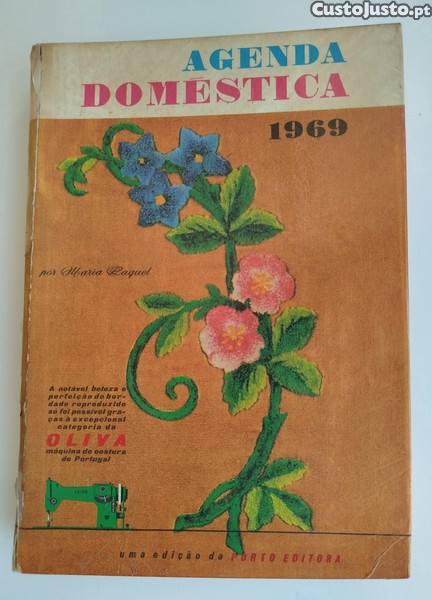 CustoJusto.pt
AGENDA
DOMÉSTICA
1969
por Maria Raquel
A notável beleza e
perfeição do bor-
dado reproduzido
só foi possível gra-
ças à excepcional
categoria da
OLIVA
máquina de costura
de Portugal
uma edição da PORTO EDITORA